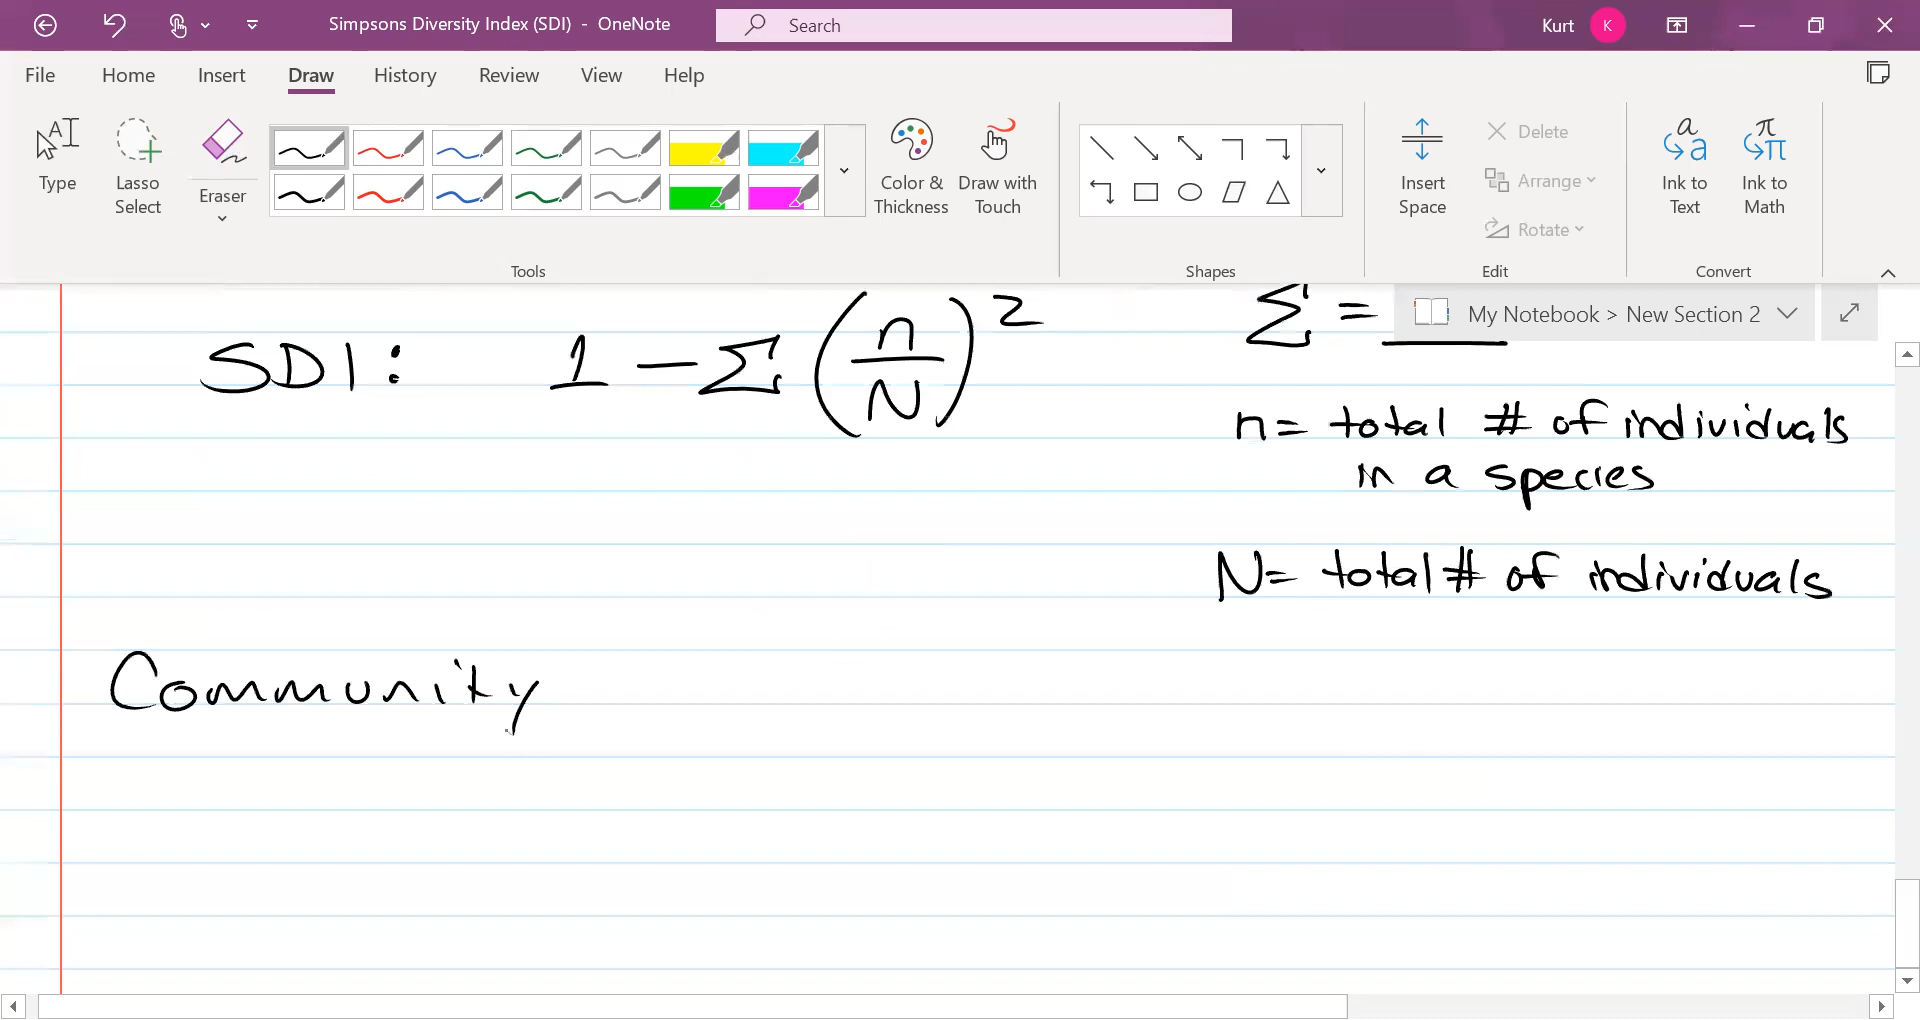 Simpsons Diversity Index (SDI) - OneNote
Search
Kurt
K
File Home Insert Draw History Review View Help
Type
Lasso Select
Eraser
Color & Thickness
Draw with Touch
Insert Space
Delete
Arrange
Rotate
Ink to Text
Ink to Math
Tools
Shapes
Edit
Convert
My Notebook > New Section 2
SDI: 1 - Σ (n/N)²
Σ =
n = total # of individuals
in a species
N = total # of individuals
Community